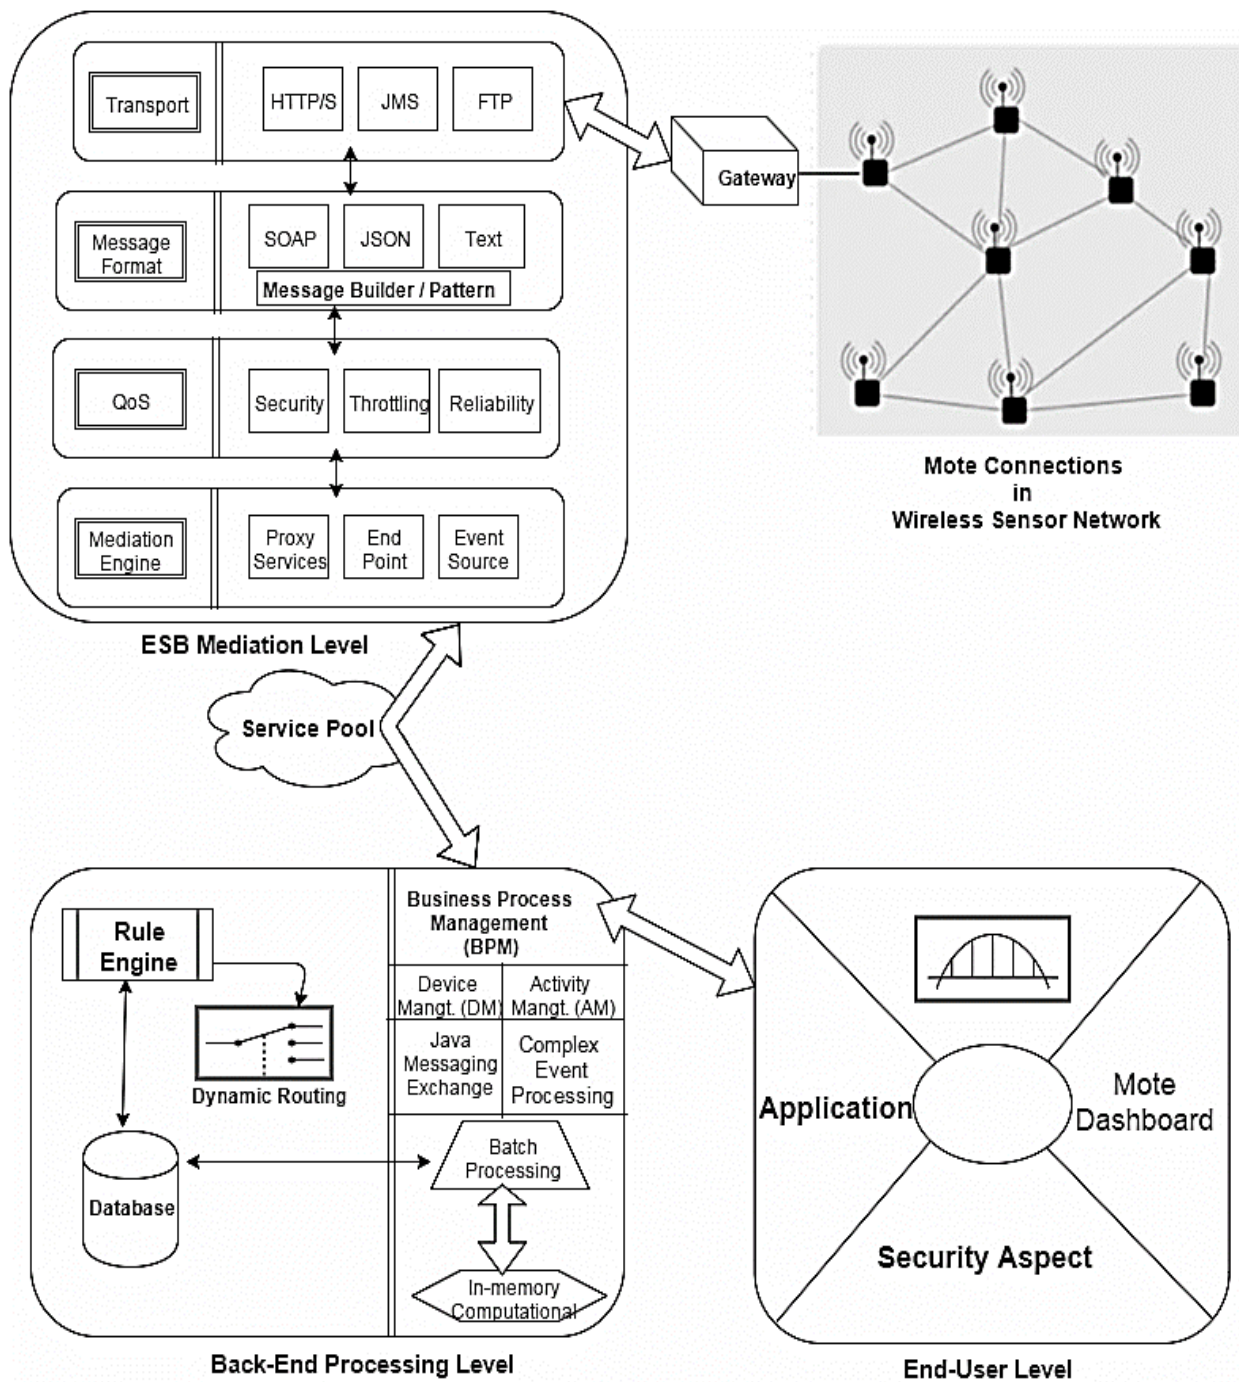 Transport
HTTP/S
JMS
FTP
Gateway
Message
Format
SOAP
JSON
Text
Message Builder / Pattern
QoS
Security
Throttling
Reliability
Mediation
Engine
Proxy
Services
End
Point
Event
Source
ESB Mediation Level
Mote Connections
in
Wireless Sensor Network
Service Pool
Rule
Engine
Dynamic Routing
Database
Business Process
Management
(BPM)
Device
Mangt. (DM)
Activity
Mangt. (AM)
Java
Messaging
Exchange
Complex
Event
Processing
Batch
Processing
In-memory
Computational
Back-End Processing Level
Application
Mote
Dashboard
Security Aspect
End-User Level